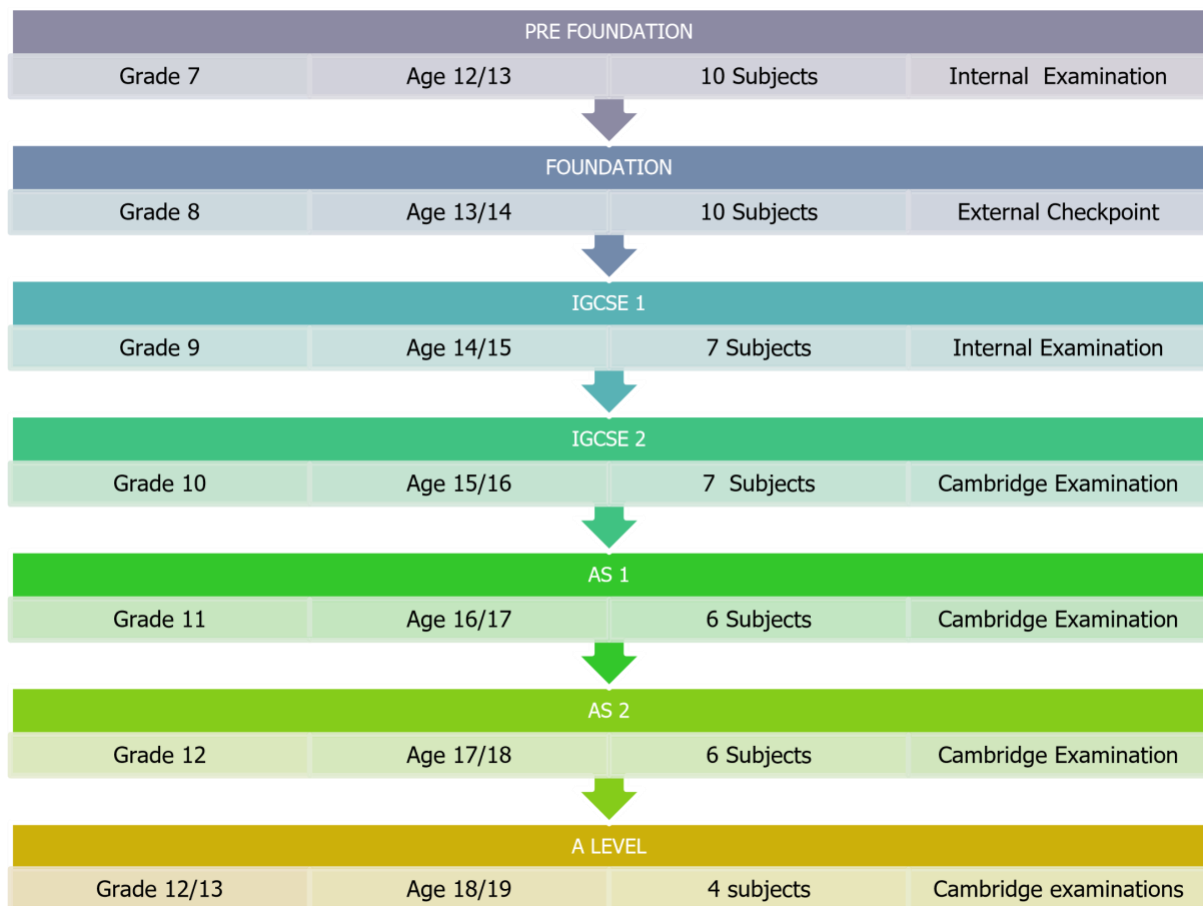 PRE FOUNDATION
Grade 7 Age 12/13 10 Subjects Internal  Examination
FOUNDATION
Grade 8 Age 13/14 10 Subjects External Checkpoint
IGCSE 1
Grade 9 Age 14/15 7 Subjects Internal Examination
IGCSE 2
Grade 10 Age 15/16 7  Subjects Cambridge Examination
AS 1
Grade 11 Age 16/17 6 Subjects Cambridge Examination
AS 2
Grade 12 Age 17/18 6 Subjects Cambridge Examination
A LEVEL
Grade 12/13 Age 18/19 4 subjects Cambridge examinations